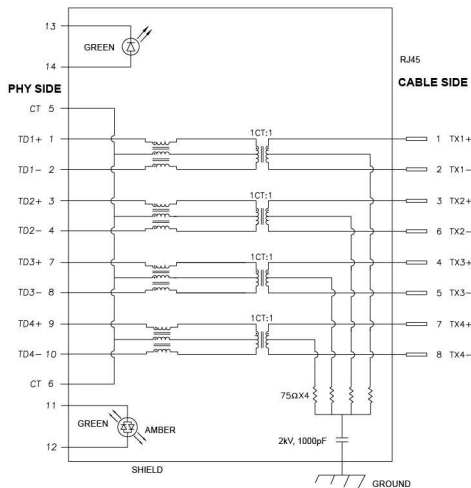 13
GREEN
14
RJ45
PHY SIDE
CABLE SIDE
CT 5
1CT:1
TD1+ 1
1 TX1+
TD1- 2
2 TX1-
1CT:1
TD2+ 3
3 TX2+
TD2- 4
6 TX2-
1CT:1
TD3+ 7
4 TX3+
TD3- 8
5 TX3-
1CT:1
TD4+ 9
7 TX4+
TD4- 10
8 TX4-
CT 6
75ΩX4
11
GREEN AMBER
12
2kV, 1000pF
SHIELD
GROUND